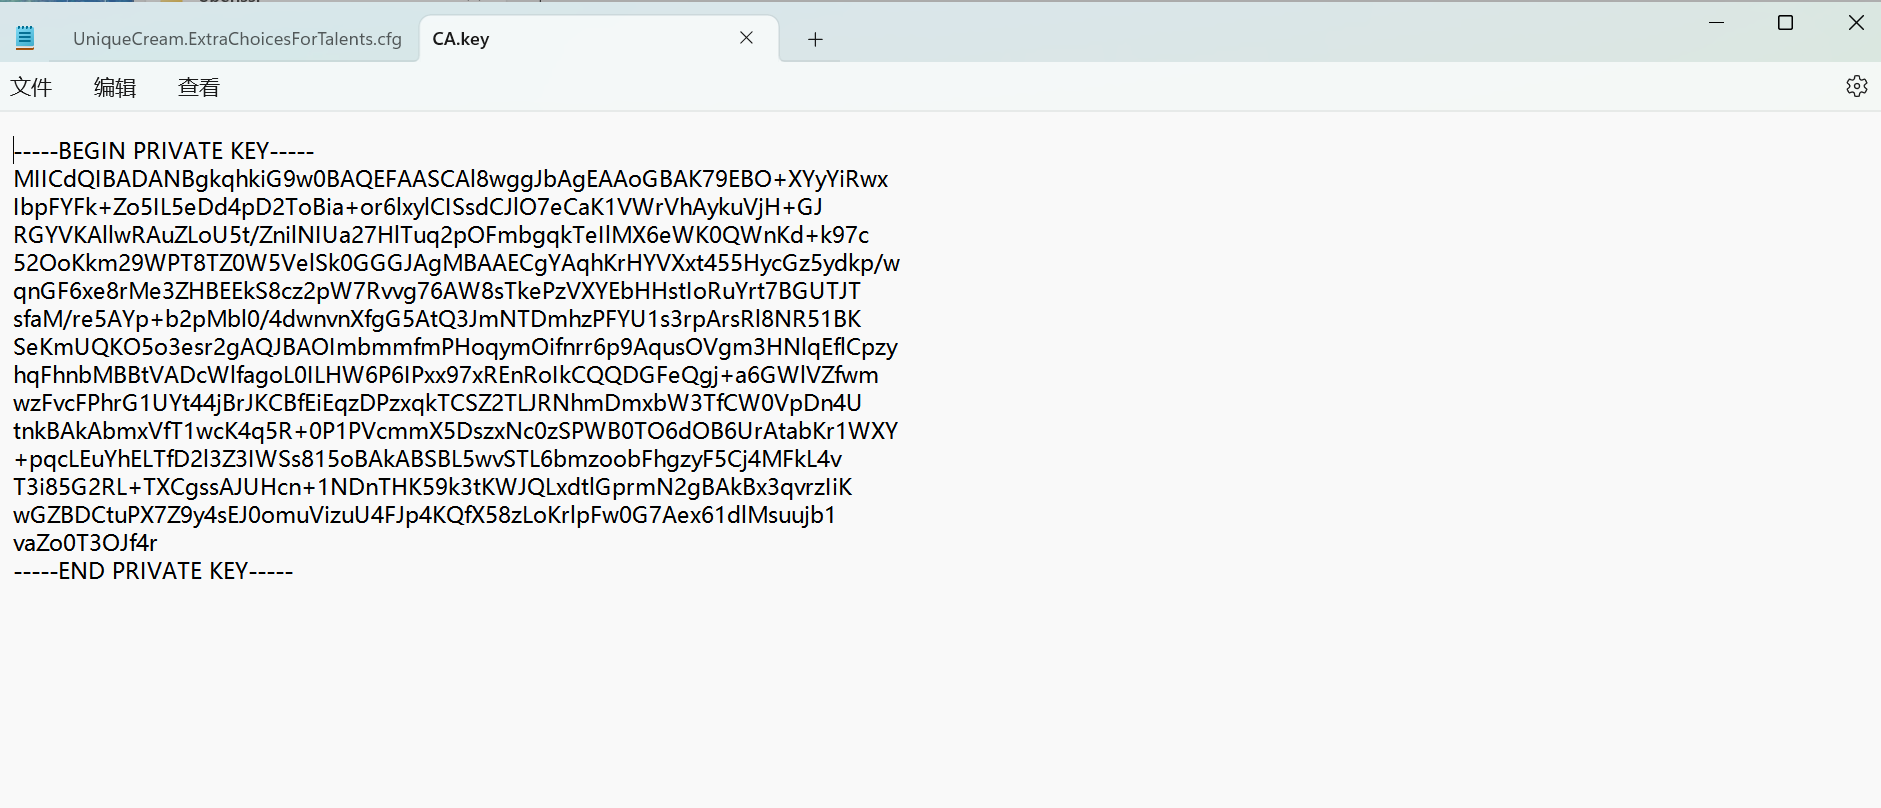 UniqueCream.ExtraChoicesForTalents.cfg
CA.key
文件 编辑 查看
-----BEGIN PRIVATE KEY-----
MIICdQIBADANBgkqhkiG9w0BAQEFAASCAl8wggJbAgEAAoGBAK79EBO+XYyYiRwx
IbpFYFk+Zo5IL5eDd4pD2ToBia+or6lxylCISsdCJlO7eCaK1VWrVhAykuVjH+GJ
RGYVKAllwRAuZLoU5t/ZnilNIUa27HlTuq2pOFmbgqkTeIlMX6eWK0QWnKd+k97c
52OoKkm29WPT8TZ0W5VelSk0GGGJAgMBAAECgYAqhKrHYVXxt455HycGz5ydkp/w
qnGF6xe8rMe3ZHBEEkS8cz2pW7Rvvg76AW8sTkePzVXYEbHHstIoRuYrt7BGUTJT
sfaM/re5AYp+b2pMbl0/4dwnvnXfgG5AtQ3JmNTDmhzPFYU1s3rpArsRl8NR51BK
SeKmUQKO5o3esr2gAQJBAOImbmmfmPHoqymOifnrr6p9AqusOVgm3HNlqEflCpzy
hqFhnbMBBtVADcWlfagoL0ILHW6P6IPxx97xREnRoIkCQQDGFeQgj+a6GWlVZfwm
wzFvcFPhrG1UYt44jBrJKCBfEiEqzDPzxqkTCSZ2TLJRNhmDmxbW3TfCW0VpDn4U
tnkBAkAbmxVfT1wcK4q5R+0P1PVcmmX5DszxNc0zSPWB0TO6dOB6UrAtabKr1WXY
+pqcLEuYhELTfD2l3Z3IWSs815oBAkABSBL5wvSTL6bmzoobFhgzyF5Cj4MFkL4v
T3i85G2RL+TXCgssAJUHcn+1NDnTHK59k3tKWJQLxdtlGprmN2gBAkBx3qvrzIiK
wGZBDCtuPX7Z9y4sEJ0omuVizuU4FJp4KQfX58zLoKrlpFw0G7Aex61dlMsuujb1
vaZo0T3OJf4r
-----END PRIVATE KEY-----